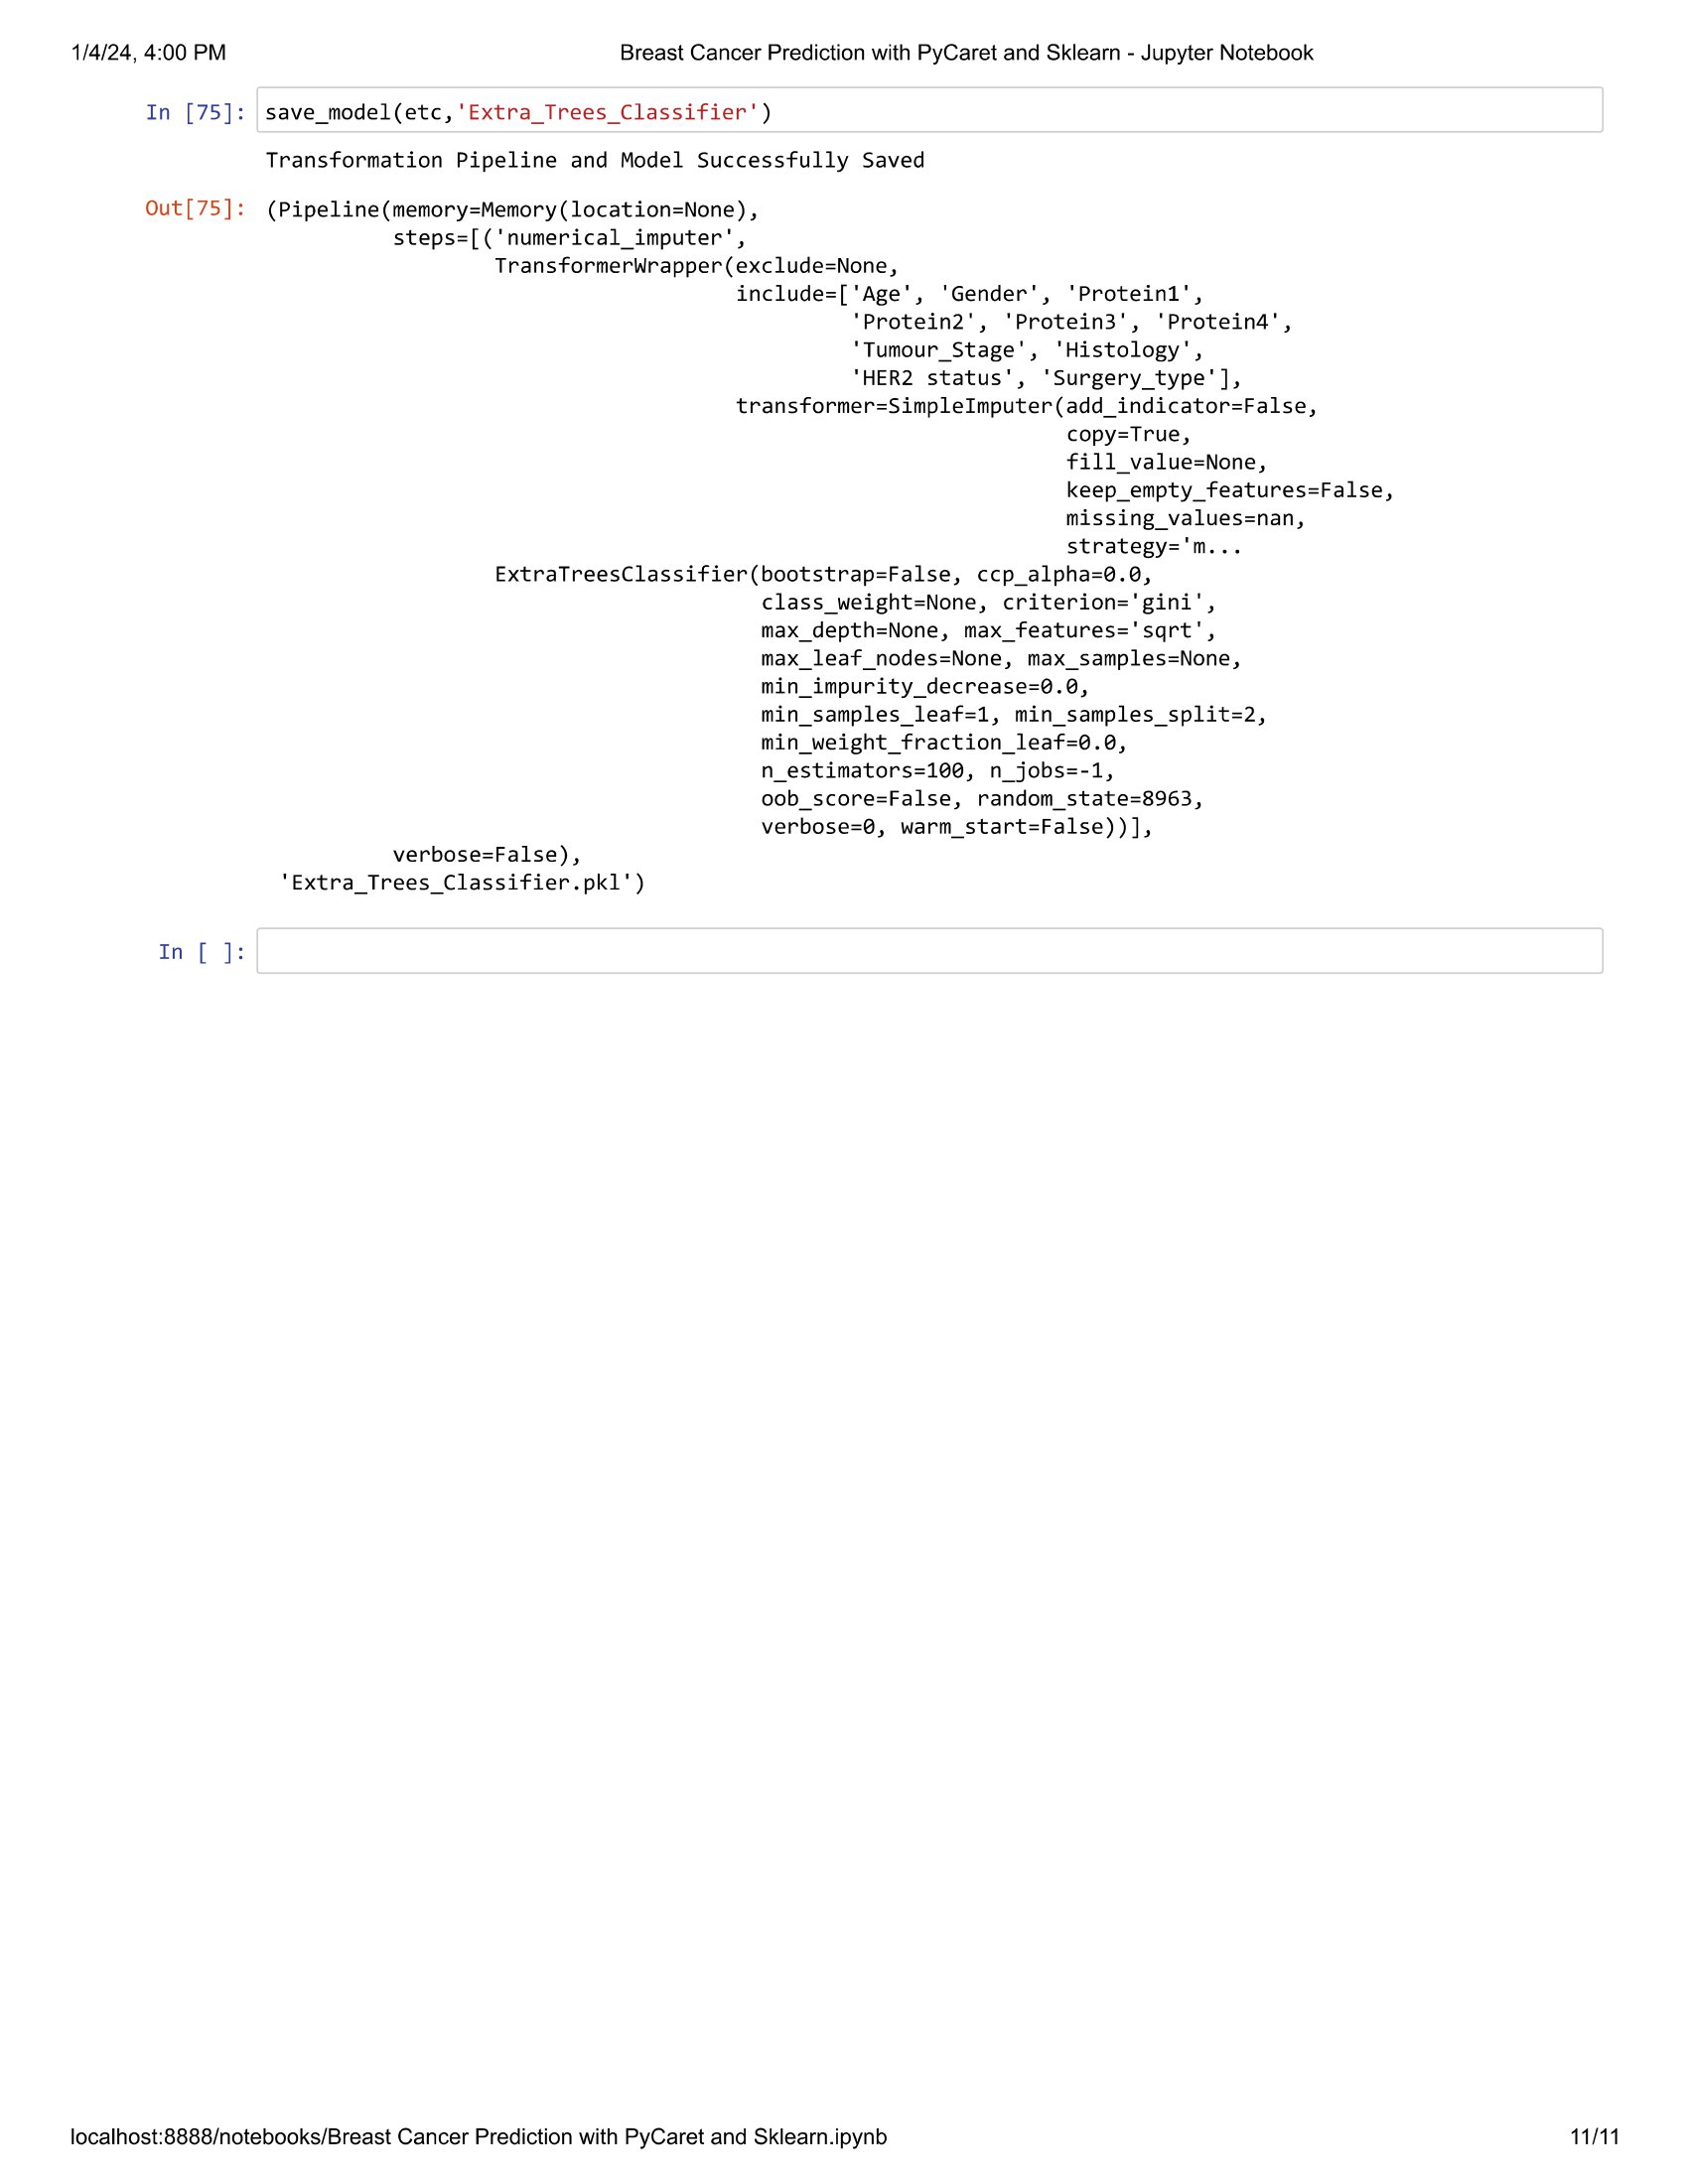 1/4/24, 4:00 PM Breast Cancer Prediction with PyCaret and Sklearn - Jupyter Notebook
In [75]: save_model(etc,'Extra_Trees_Classifier')
Transformation Pipeline and Model Successfully Saved
Out[75]: (Pipeline(memory=Memory(location=None),
steps=[('numerical_imputer',
TransformerWrapper(exclude=None,
include=['Age', 'Gender', 'Protein1',
'Protein2', 'Protein3', 'Protein4',
'Tumour_Stage', 'Histology',
'HER2 status', 'Surgery_type'],
transformer=SimpleImputer(add_indicator=False,
copy=True,
fill_value=None,
keep_empty_features=False,
missing_values=nan,
strategy='m...
ExtraTreesClassifier(bootstrap=False, ccp_alpha=0.0,
class_weight=None, criterion='gini',
max_depth=None, max_features='sqrt',
max_leaf_nodes=None, max_samples=None,
min_impurity_decrease=0.0,
min_samples_leaf=1, min_samples_split=2,
min_weight_fraction_leaf=0.0,
n_estimators=100, n_jobs=-1,
oob_score=False, random_state=8963,
verbose=0, warm_start=False))],
verbose=False),
'Extra_Trees_Classifier.pkl')
In [ ]:
localhost:8888/notebooks/Breast Cancer Prediction with PyCaret and Sklearn.ipynb 11/11